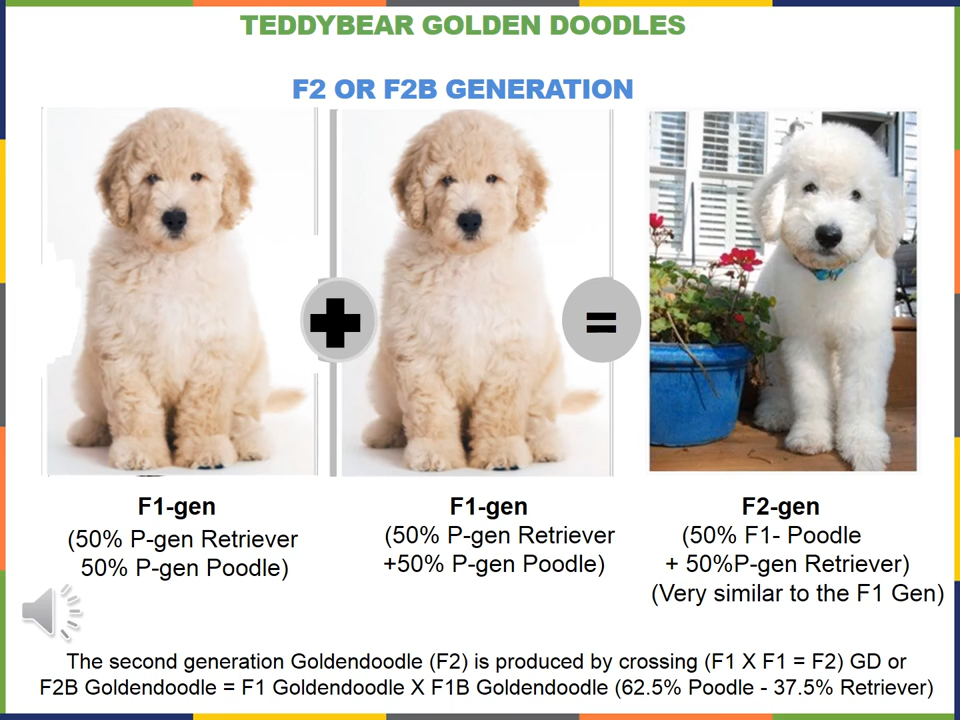 TEDDYBEAR GOLDEN DOODLES
F2 OR F2B GENERATION
F1-gen
(50% P-gen Retriever
50% P-gen Poodle)
F1-gen
(50% P-gen Retriever
+50% P-gen Poodle)
F2-gen
(50% F1- Poodle
+ 50%P-gen Retriever)
(Very similar to the F1 Gen)
The second generation Goldendoodle (F2) is produced by crossing (F1 X F1 = F2) GD or
F2B Goldendoodle = F1 Goldendoodle X F1B Goldendoodle (62.5% Poodle - 37.5% Retriever)